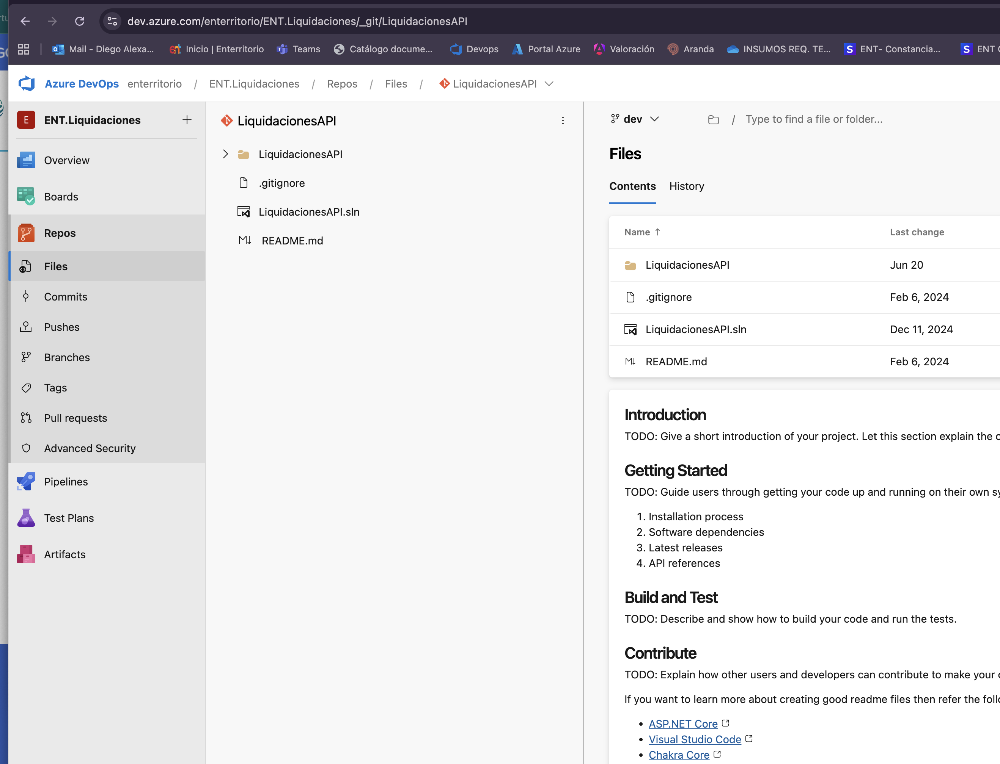 dev.azure.com/enterritorio/ENT.Liquidaciones/_git/LiquidacionesAPI
Mail - Diego Alexa... Inicio | Enterritorio Teams Catálogo docume... Devops Portal Azure Valoración Aranda INSUMOS REQ. TE... ENT- Constancia... ENT
Azure DevOps enterritorio / ENT.Liquidaciones / Repos / Files / LiquidacionesAPI
E ENT.Liquidaciones +
Overview
Boards
Repos
Files
Commits
Pushes
Branches
Tags
Pull requests
Advanced Security
Pipelines
Test Plans
Artifacts
LiquidacionesAPI
LiquidacionesAPI
.gitignore
LiquidacionesAPI.sln
README.md
dev / Type to find a file or folder...
Files
Contents History
Name ↑ Last change
LiquidacionesAPI Jun 20
.gitignore Feb 6, 2024
LiquidacionesAPI.sln Dec 11, 2024
README.md Feb 6, 2024
Introduction
TODO: Give a short introduction of your project. Let this section explain the
Getting Started
TODO: Guide users through getting your code up and running on their own
1. Installation process
2. Software dependencies
3. Latest releases
4. API references
Build and Test
TODO: Describe and show how to build your code and run the tests.
Contribute
TODO: Explain how other users and developers can contribute to make your
If you want to learn more about creating good readme files then refer the
• ASP.NET Core
• Visual Studio Code
• Chakra Core